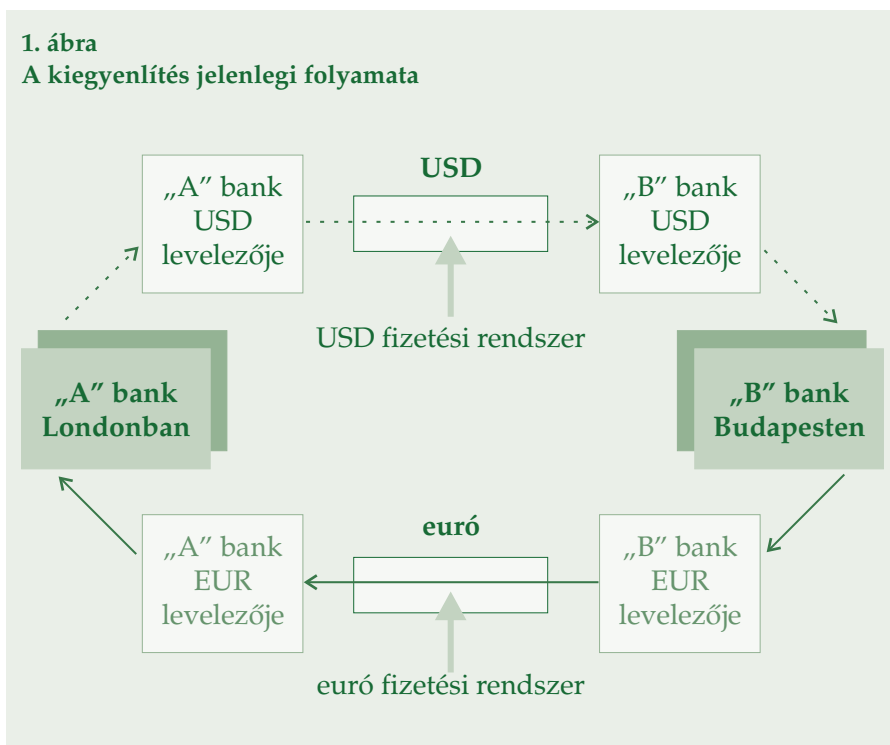 1. ábra
A kiegyenlítés jelenlegi folyamata
„A” bank
USD
levelezője
USD
„B” bank
USD
levelezője
USD fizetési rendszer
„A” bank
Londonban
„B” bank
Budapesten
„A” bank
EUR
levelezője
euró
„B” bank
EUR
levelezője
euró fizetési rendszer